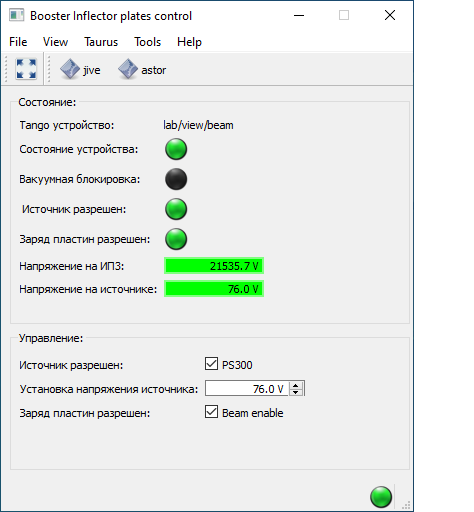 Booster Inflector plates control
File View Taurus Tools Help
jive astor
Состояние:
Tango устройство: lab/view/beam
Состояние устройства:
Вакуумная блокировка:
Источник разрешен:
Заряд пластин разрешен:
Напряжение на ИПЗ: 21535.7 V
Напряжение на источнике: 76.0 V
Управление:
Источник разрешен: PS300
Установка напряжения источника: 76.0 V
Заряд пластин разрешен: Beam enable